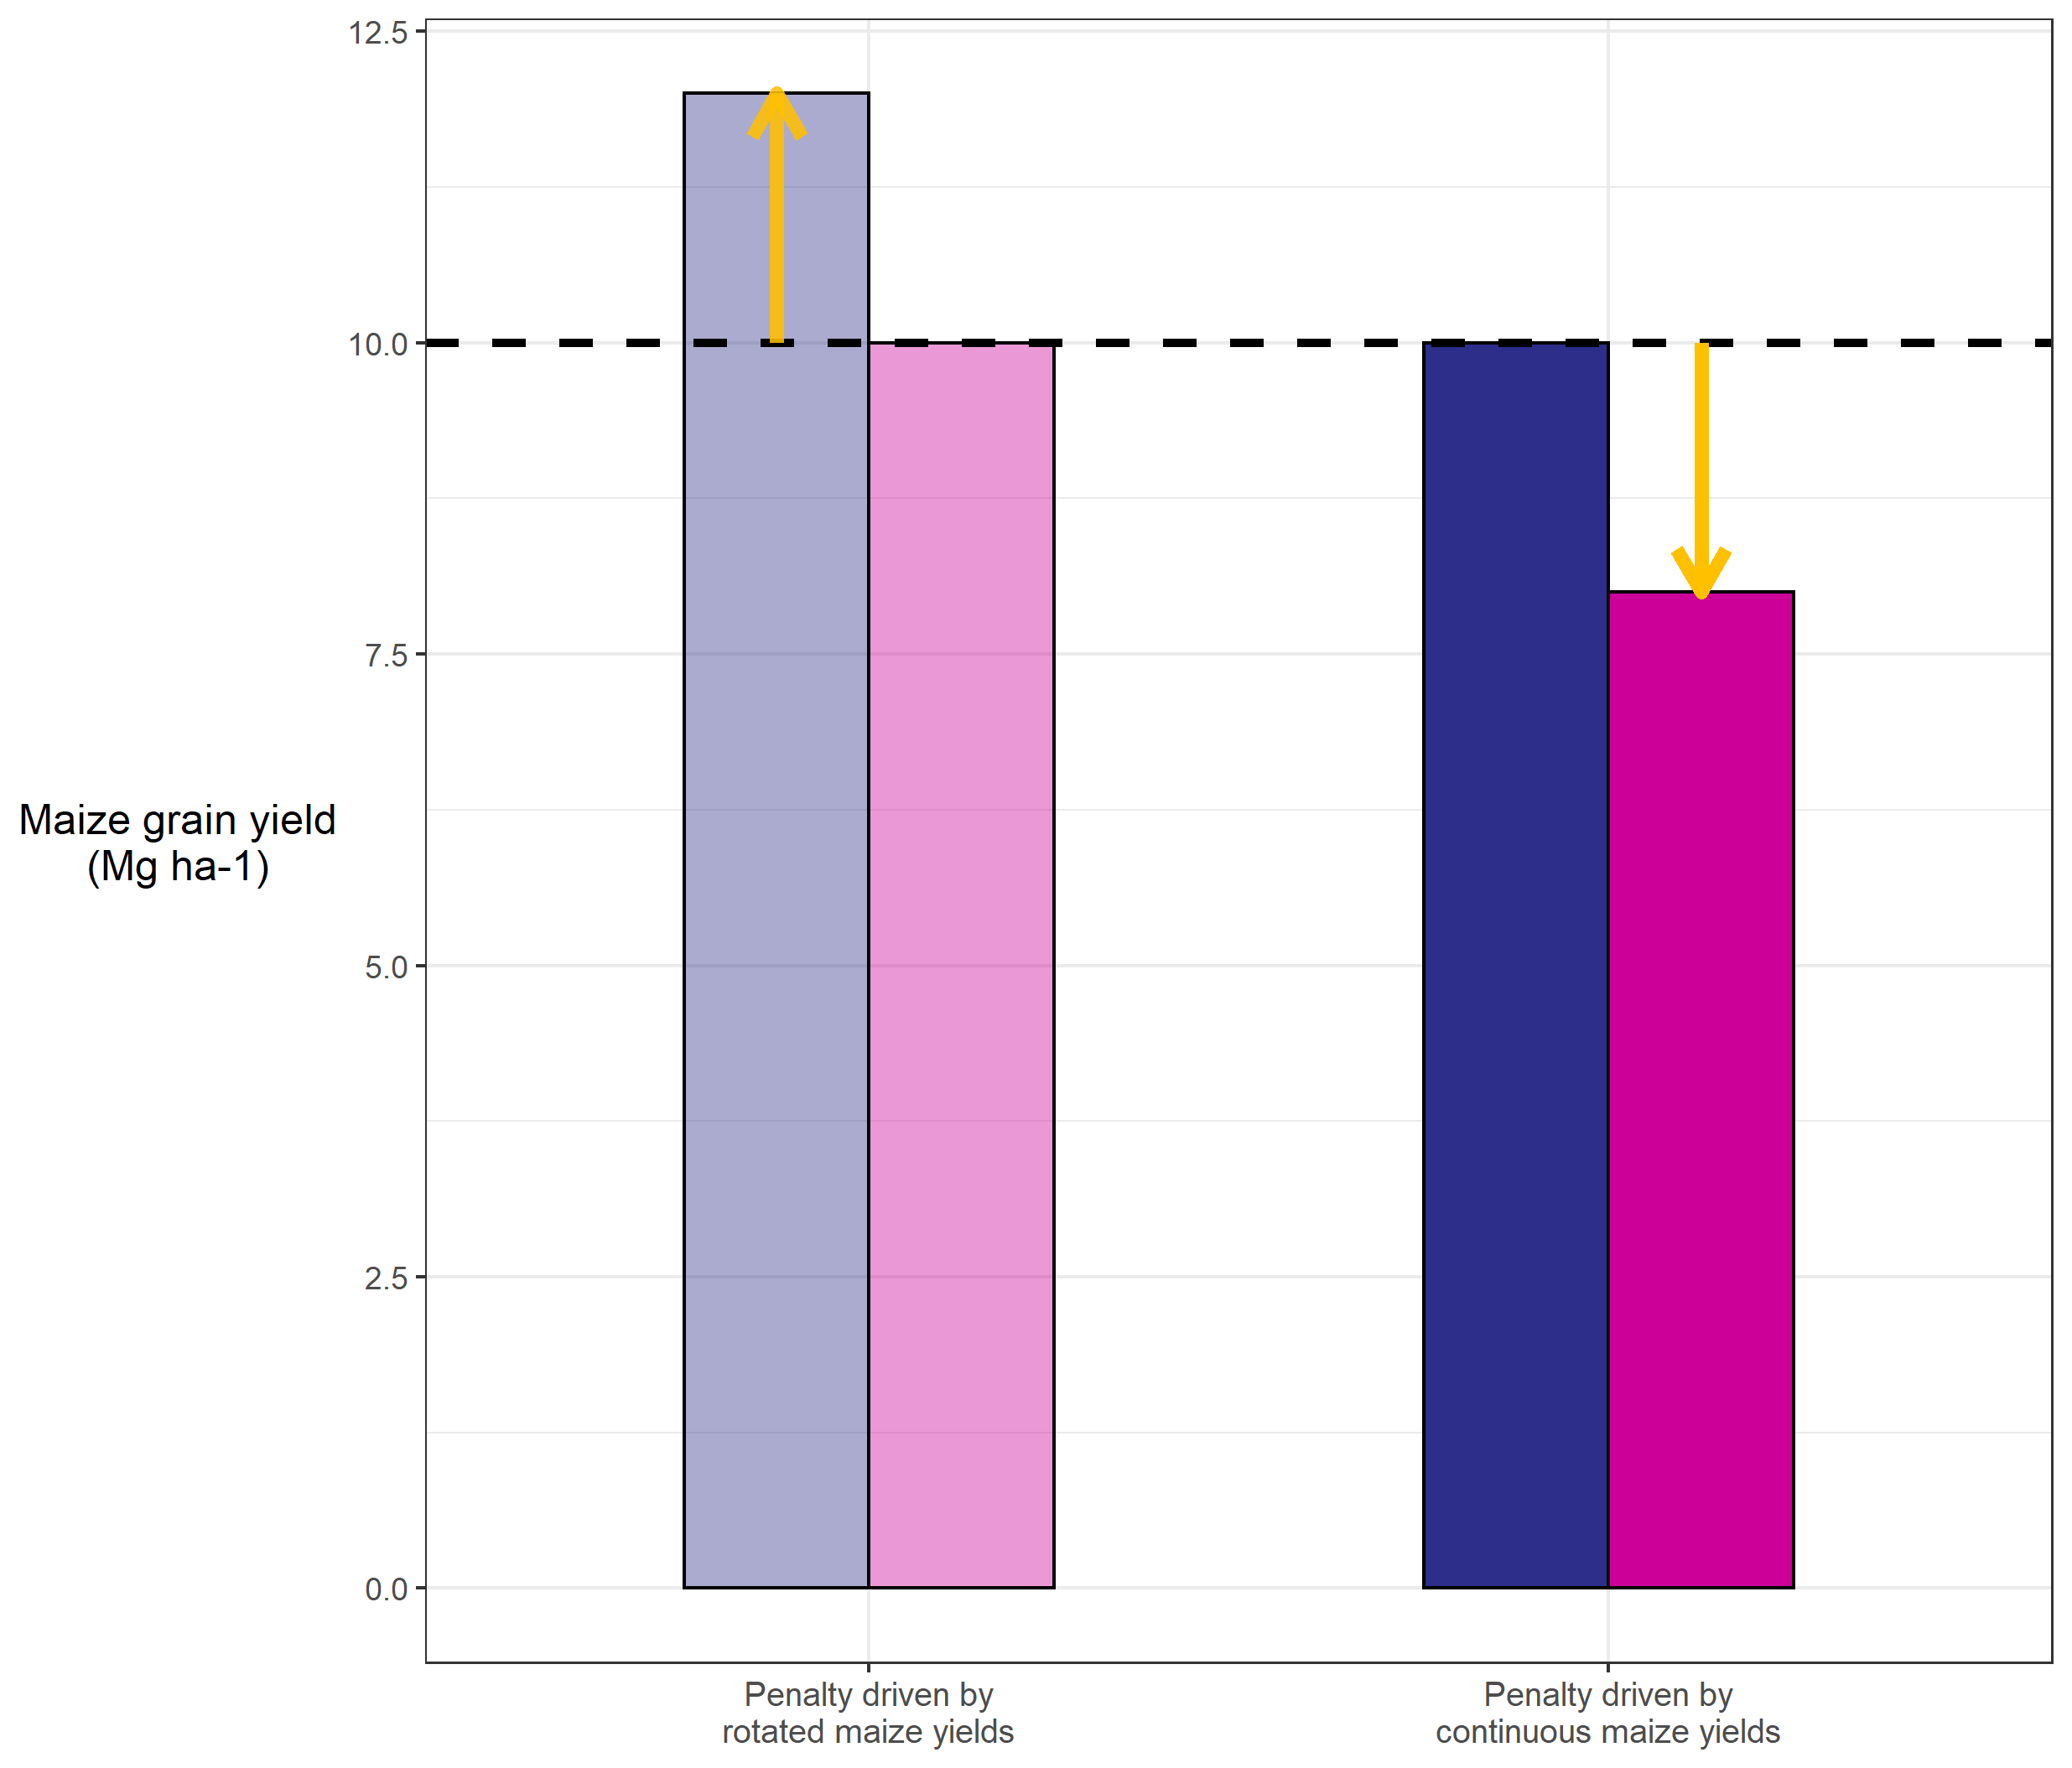 12.5
10.0
7.5
5.0
2.5
0.0
Maize grain yield
(Mg ha-1)
Penalty driven by
rotated maize yields
Penalty driven by
continuous maize yields